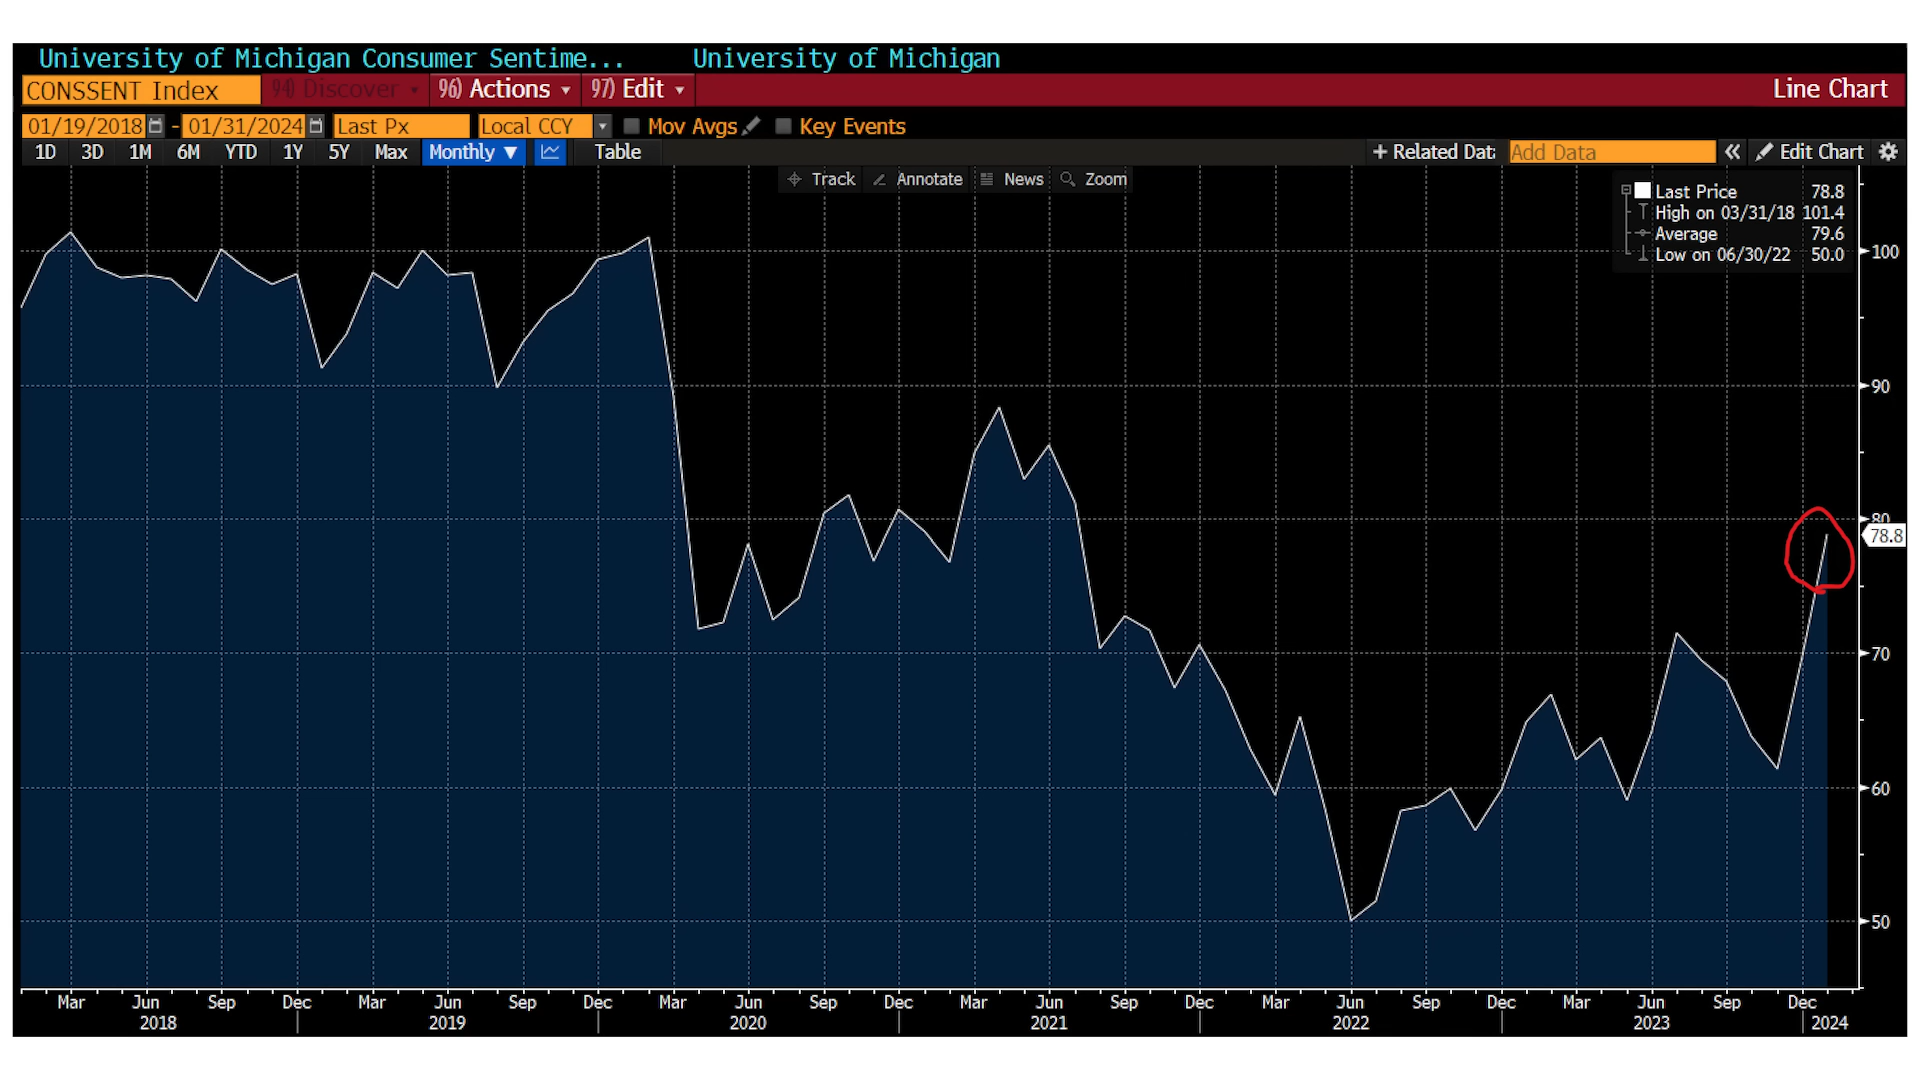 University of Michigan Consumer Sentime... University of Michigan
CONSSENT Index 94) Discover 96) Actions 97) Edit Line Chart
01/19/2018 - 01/31/2024 Last Px Local CCY Mov Avgs Key Events
1D 3D 1M 6M YTD 1Y 5Y Max Monthly ▼ Table + Related Data Add Data « Edit Chart
Track Annotate News Zoom
Last Price 78.8
High on 03/31/18 101.4
Average 79.6
Low on 06/30/22 50.0
100
90
80
78.8
70
60
50
Mar Jun Sep Dec Mar Jun Sep Dec Mar Jun Sep Dec Mar Jun Sep Dec Mar Jun Sep Dec Mar Jun Sep Dec
2018 2019 2020 2021 2022 2023 2024